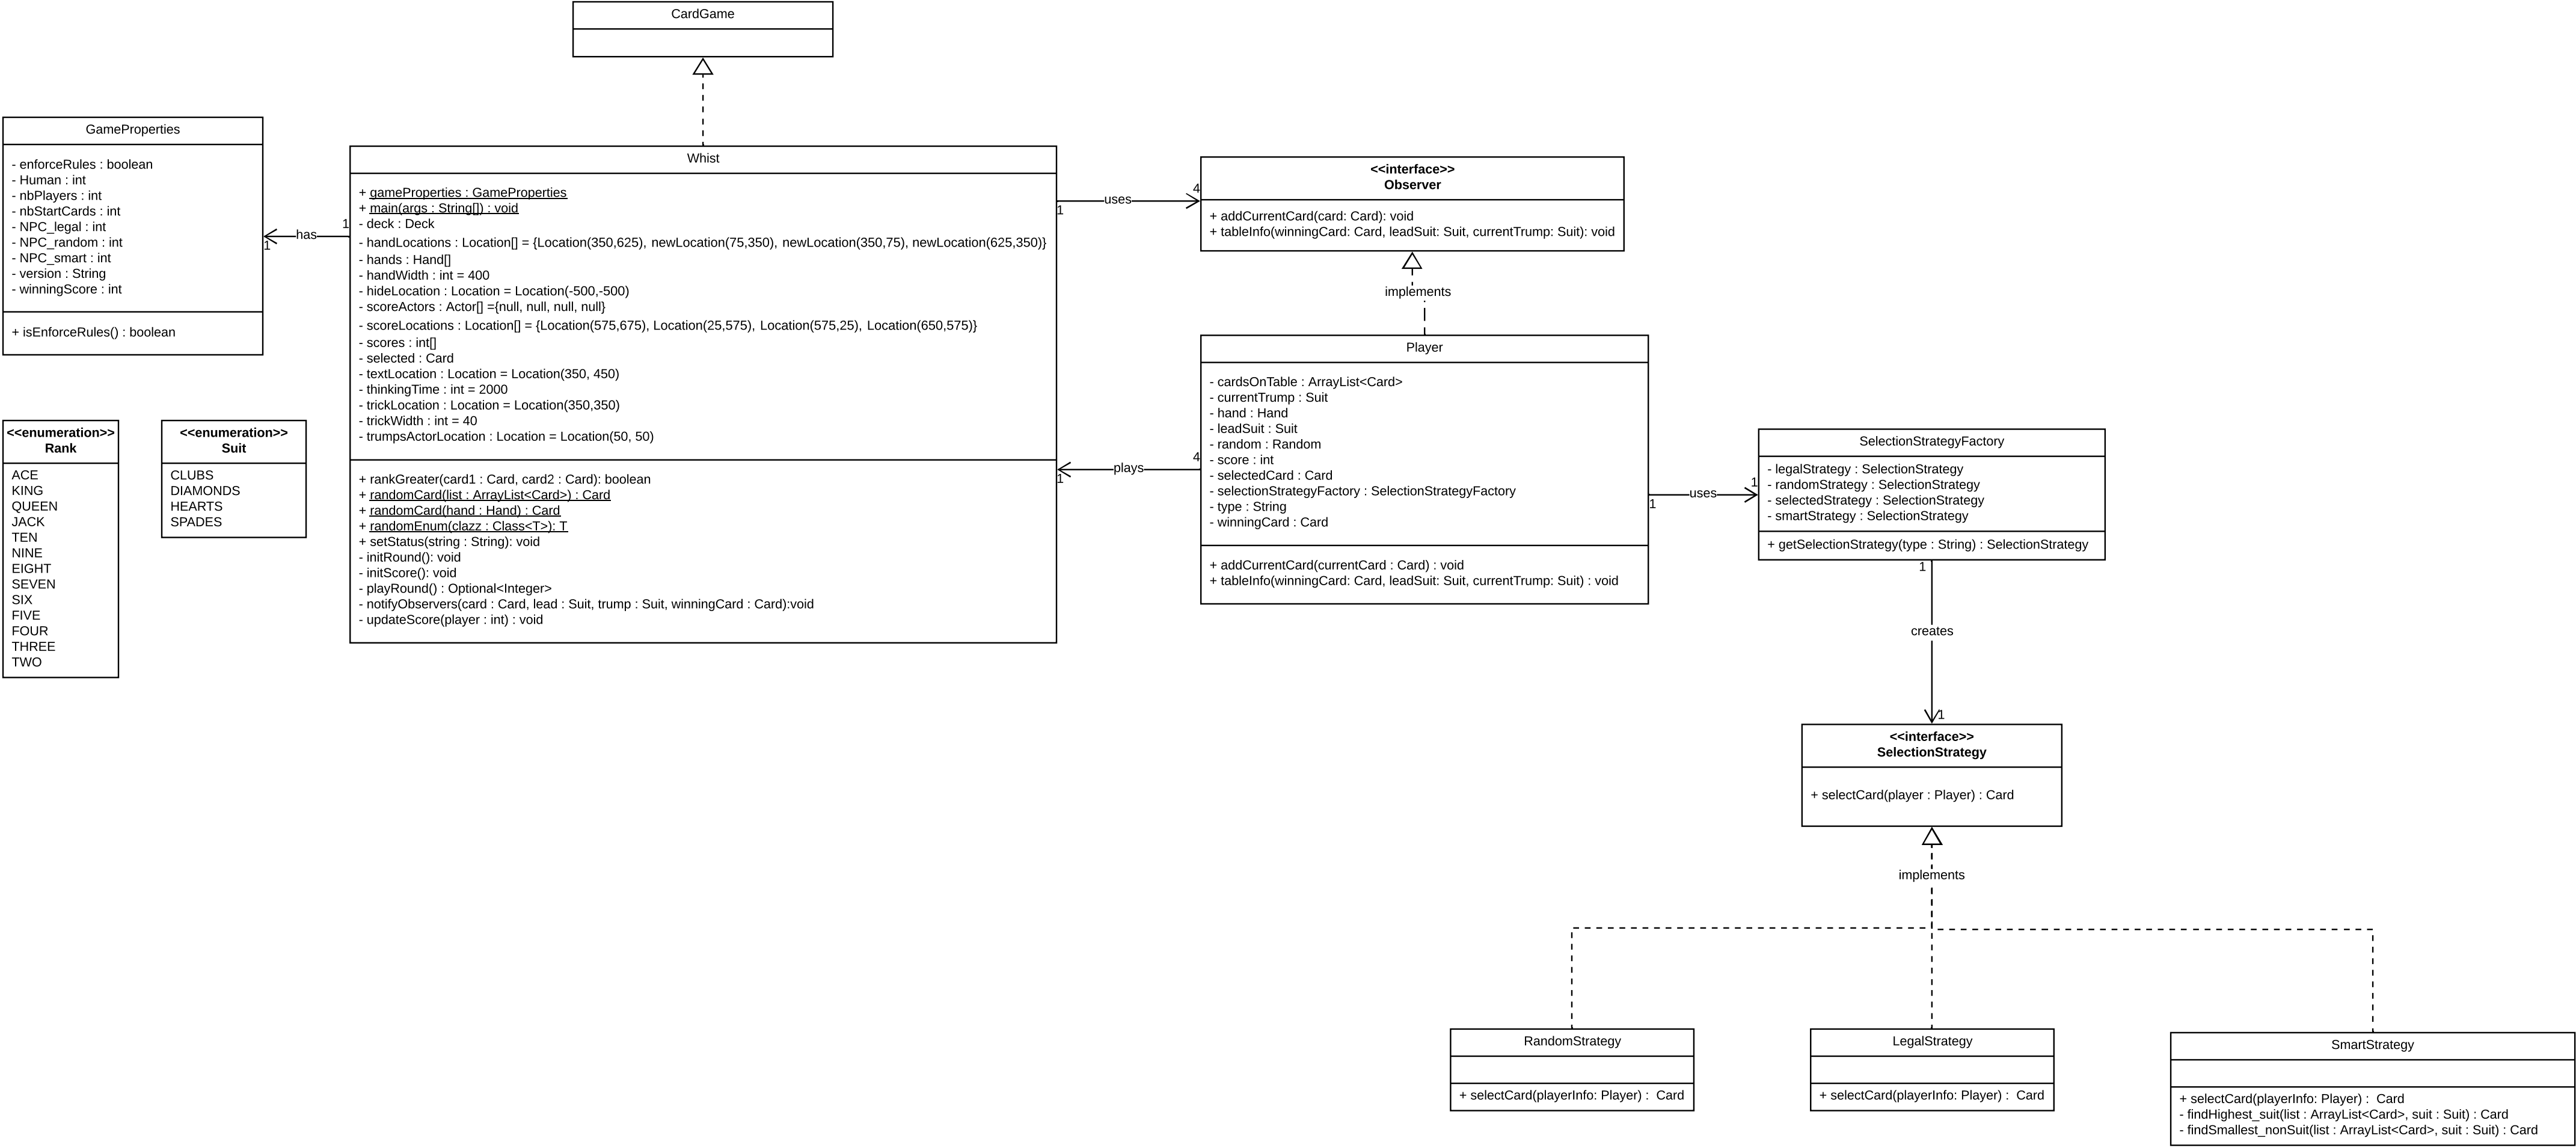 CardGame
GameProperties
- enforceRules : boolean
- Human : int
- nbPlayers : int
- nbStartCards : int
- NPC_legal : int
- NPC_random : int
- NPC_smart : int
- version : String
- winningScore : int
+ isEnforceRules() : boolean
1
has
1
Whist
+ gameProperties : GameProperties
+ main(args : String[]) : void
- deck : Deck
- handLocations : Location[] = {Location(350,625), newLocation(75,350), newLocation(350,75), newLocation(625,350)}
- hands : Hand[]
- handWidth : int = 400
- hideLocation : Location = Location(-500,-500)
- scoreActors : Actor[] ={null, null, null, null}
- scoreLocations : Location[] = {Location(575,675), Location(25,575), Location(575,25), Location(650,575)}
- scores : int[]
- selected : Card
- textLocation : Location = Location(350, 450)
- thinkingTime : int = 2000
- trickLocation : Location = Location(350,350)
- trickWidth : int = 40
- trumpsActorLocation : Location = Location(50, 50)
+ rankGreater(card1 : Card, card2 : Card): boolean
+ randomCard(list : ArrayList<Card>) : Card
+ randomCard(hand : Hand) : Card
+ randomEnum(clazz : Class<T>): T
+ setStatus(string : String): void
- initRound(): void
- initScore(): void
- playRound() : Optional<Integer>
- notifyObservers(card : Card, lead : Suit, trump : Suit, winningCard : Card):void
- updateScore(player : int) : void
1
uses
4
<<interface>>
Observer
+ addCurrentCard(card: Card): void
+ tableInfo(winningCard: Card, leadSuit: Suit, currentTrump: Suit): void
implements
1
plays
4
Player
- cardsOnTable : ArrayList<Card>
- currentTrump : Suit
- hand : Hand
- leadSuit : Suit
- random : Random
- score : int
- selectedCard : Card
- selectionStrategyFactory : SelectionStrategyFactory
- type : String
- winningCard : Card
+ addCurrentCard(currentCard : Card) : void
+ tableInfo(winningCard: Card, leadSuit: Suit, currentTrump: Suit) : void
1
uses
1
SelectionStrategyFactory
- legalStrategy : SelectionStrategy
- randomStrategy : SelectionStrategy
- selectedStrategy : SelectionStrategy
- smartStrategy : SelectionStrategy
+ getSelectionStrategy(type : String) : SelectionStrategy
1
creates
1
<<enumeration>>
Rank
ACE
KING
QUEEN
JACK
TEN
NINE
EIGHT
SEVEN
SIX
FIVE
FOUR
THREE
TWO
<<enumeration>>
Suit
CLUBS
DIAMONDS
HEARTS
SPADES
<<interface>>
SelectionStrategy
+ selectCard(player : Player) : Card
implements
RandomStrategy
+ selectCard(playerInfo: Player) : Card
LegalStrategy
+ selectCard(playerInfo: Player) : Card
SmartStrategy
+ selectCard(playerInfo: Player) : Card
- findHighest_suit(list : ArrayList<Card>, suit : Suit) : Card
- findSmallest_nonSuit(list : ArrayList<Card>, suit : Suit) : Card